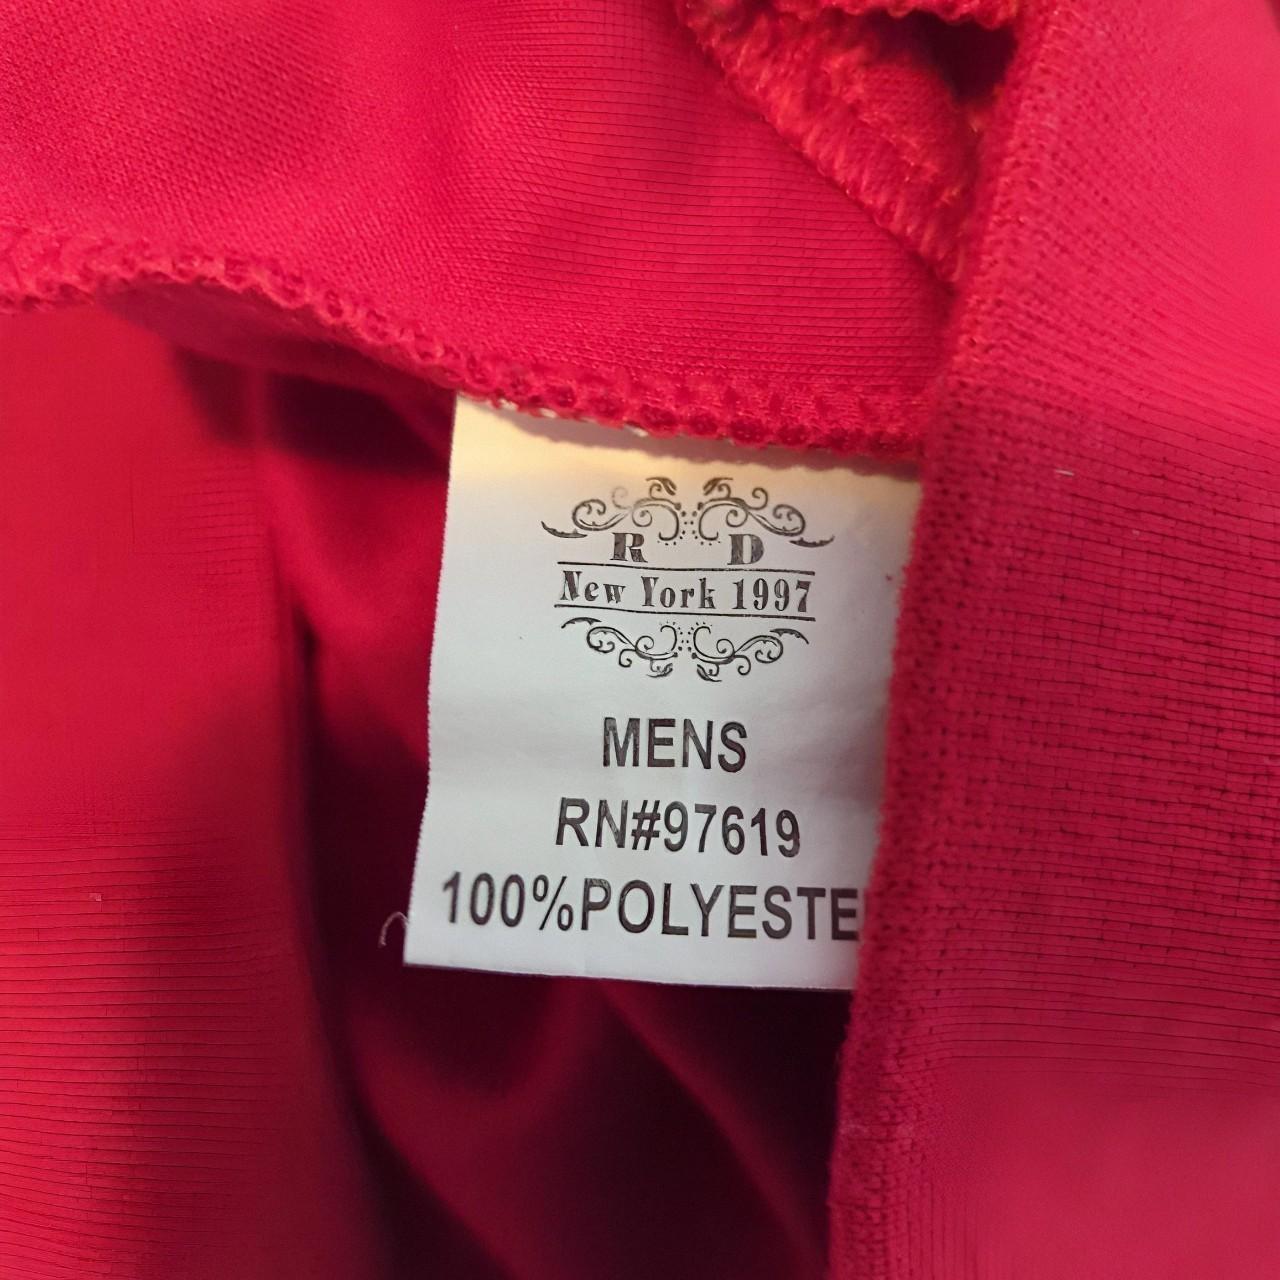 R D
New York 1997
MENS
RN#97619
100%POLYESTE